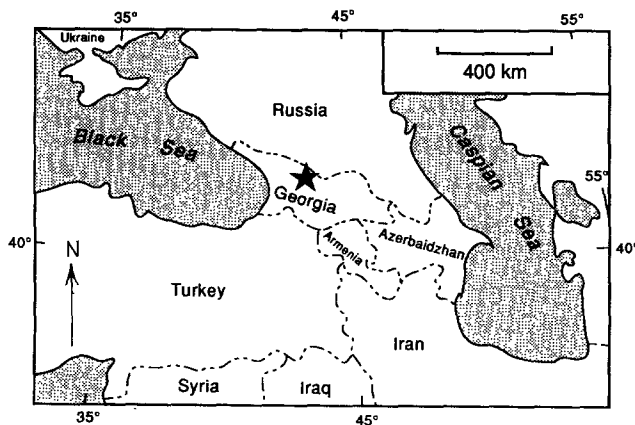 35°
45°
55°
Ukraine
400 km
Russia
Black Sea
Caspian Sea
Georgia
55°
Armenia
Azerbaidzhan
40°
40°
N
Turkey
Iran
Syria
Iraq
35°
45°